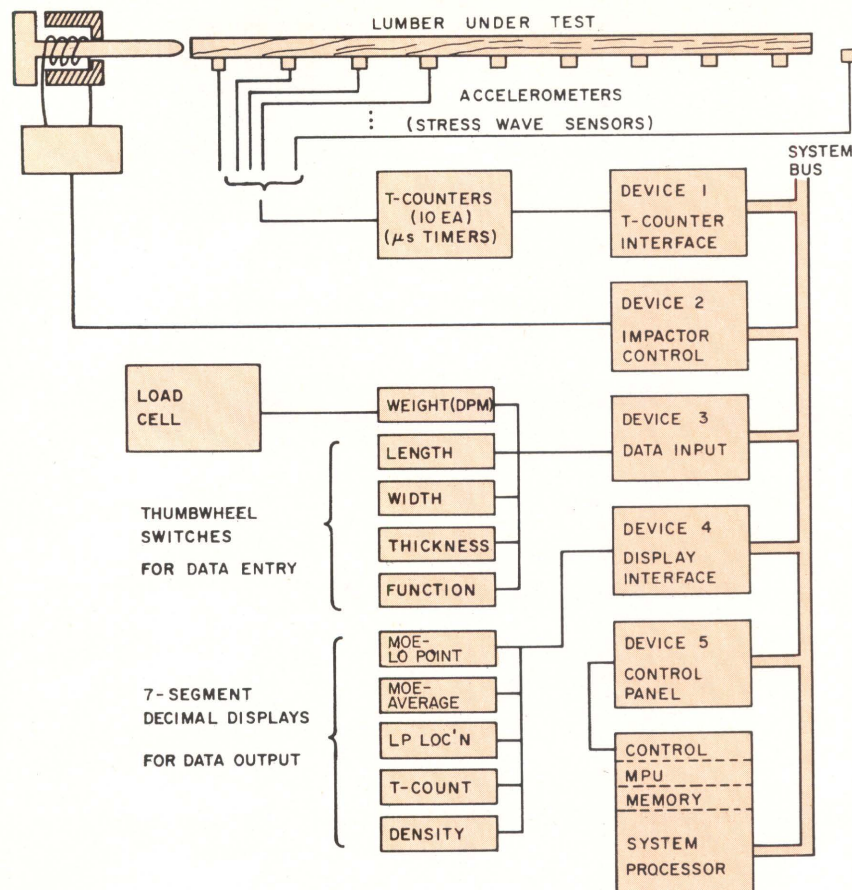 LUMBER UNDER TEST
ACCELEROMETERS
(STRESS WAVE SENSORS)
SYSTEM
BUS
T-COUNTERS
(10 EA)
(μs TIMERS)
DEVICE 1
T-COUNTER
INTERFACE
DEVICE 2
IMPACTOR
CONTROL
LOAD
CELL
WEIGHT(DPM)
LENGTH
WIDTH
THICKNESS
FUNCTION
DEVICE 3
DATA INPUT
THUMBWHEEL
SWITCHES
FOR DATA ENTRY
DEVICE 4
DISPLAY
INTERFACE
MOE-
LO POINT
MOE-
AVERAGE
LP LOC'N
T-COUNT
DENSITY
7-SEGMENT
DECIMAL DISPLAYS
FOR DATA OUTPUT
DEVICE 5
CONTROL
PANEL
CONTROL
MPU
MEMORY
SYSTEM
PROCESSOR